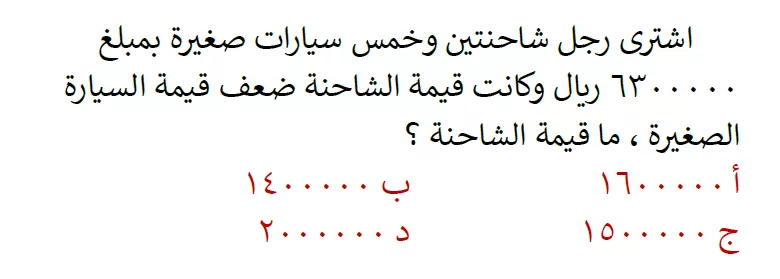 اشترى رجل شاحنتين وخمس سيارات صغيرة بمبلغ
٦٣٠٠٠٠٠ ريال وكانت قيمة الشاحنة ضعف قيمة السيارة
الصغيرة ، ما قيمة الشاحنة ؟
أ ١٦٠٠٠٠٠ ب ١٤٠٠٠٠٠
ج ١٥٠٠٠٠٠ د ٢٠٠٠٠٠٠